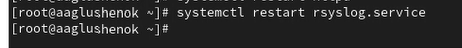 [root@aaglushenok ~]# systemctl restart rsyslog.service
[root@aaglushenok ~]#